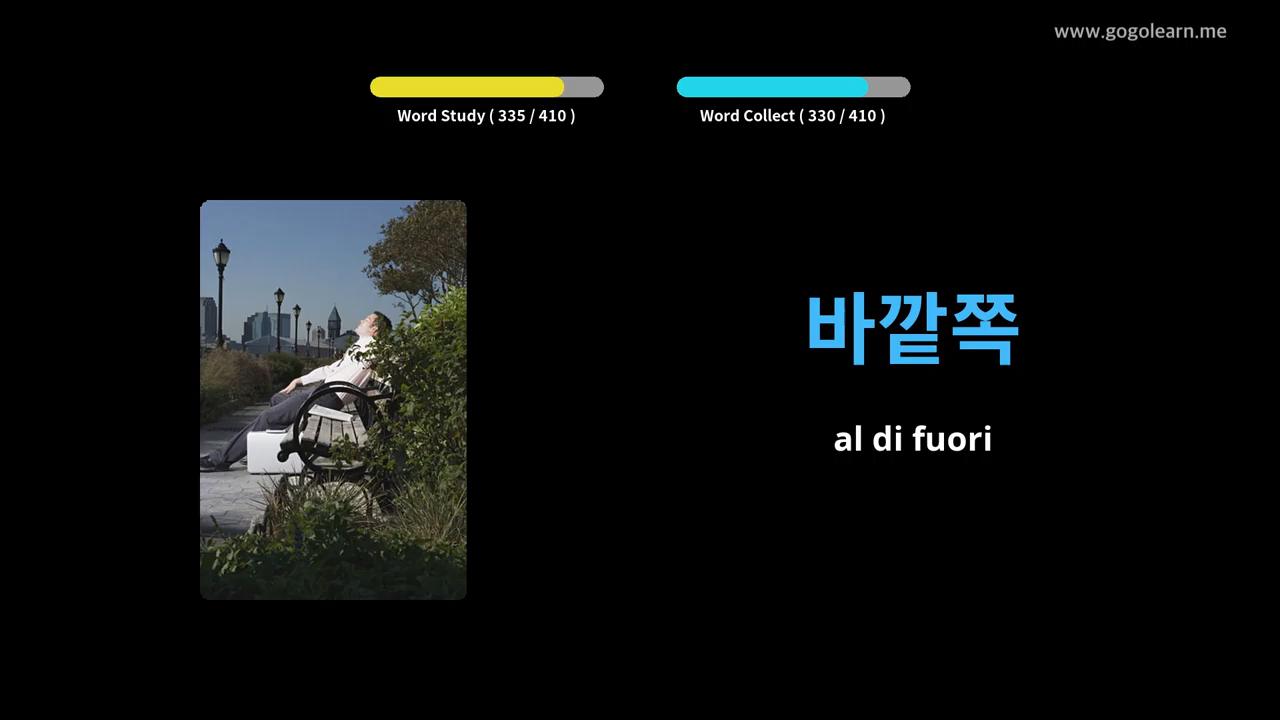 www.gogolearn.me
Word Study ( 335 / 410 )
Word Collect ( 330 / 410 )
바깥쪽
al di fuori